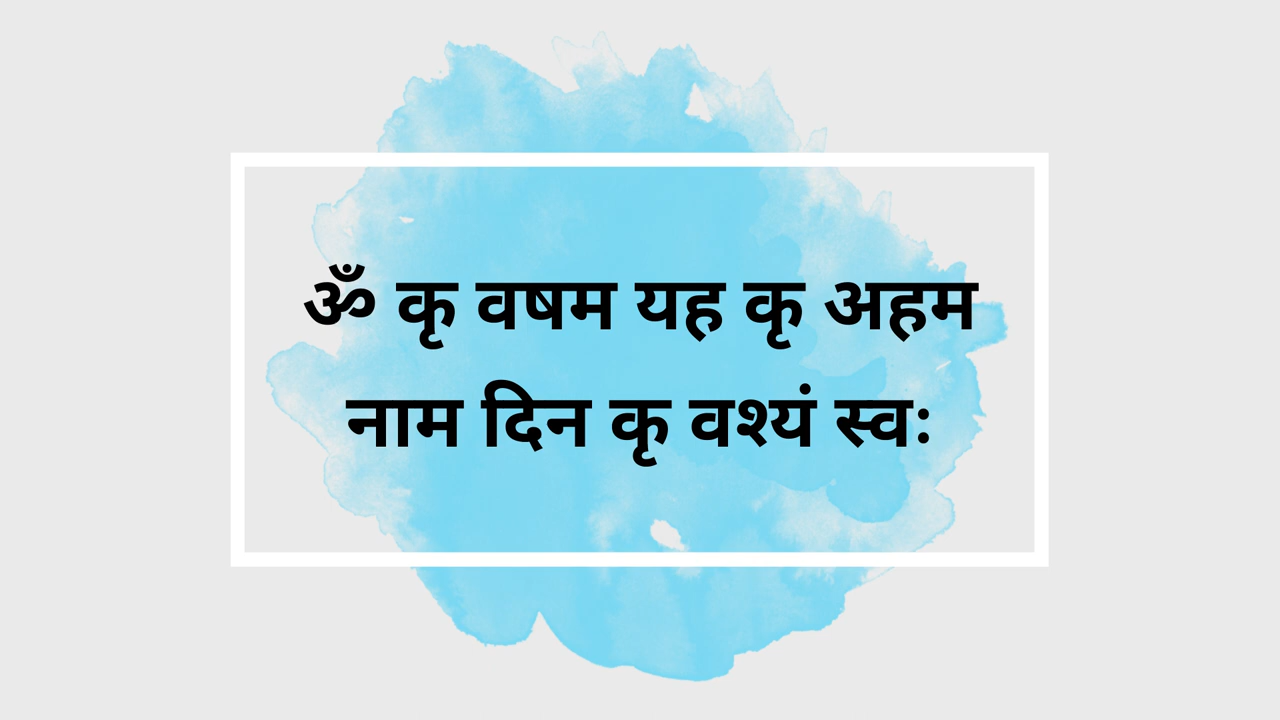 ॐ कृ वषम यह कृ अहम
नाम दिन कृ वश्यं स्वः